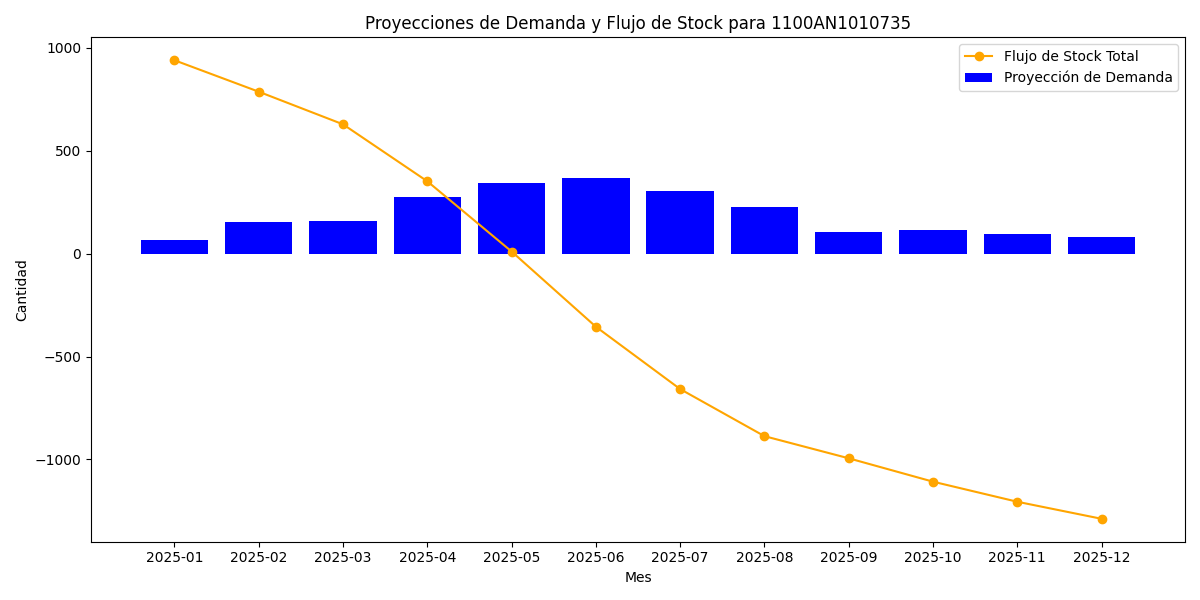 Proyecciones de Demanda y Flujo de Stock para 1100AN1010735
Flujo de Stock Total
Proyección de Demanda
Cantidad
1000
500
0
−500
−1000
2025-01 2025-02 2025-03 2025-04 2025-05 2025-06 2025-07 2025-08 2025-09 2025-10 2025-11 2025-12
Mes